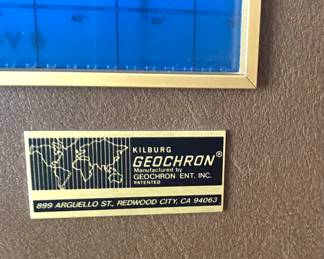 45°
60°
KILBURG
GEOCHRON®
Manufactured by
GEOCHRON ENT. INC.
PATENTED
899 ARGUELLO ST., REDWOOD CITY, CA 94063